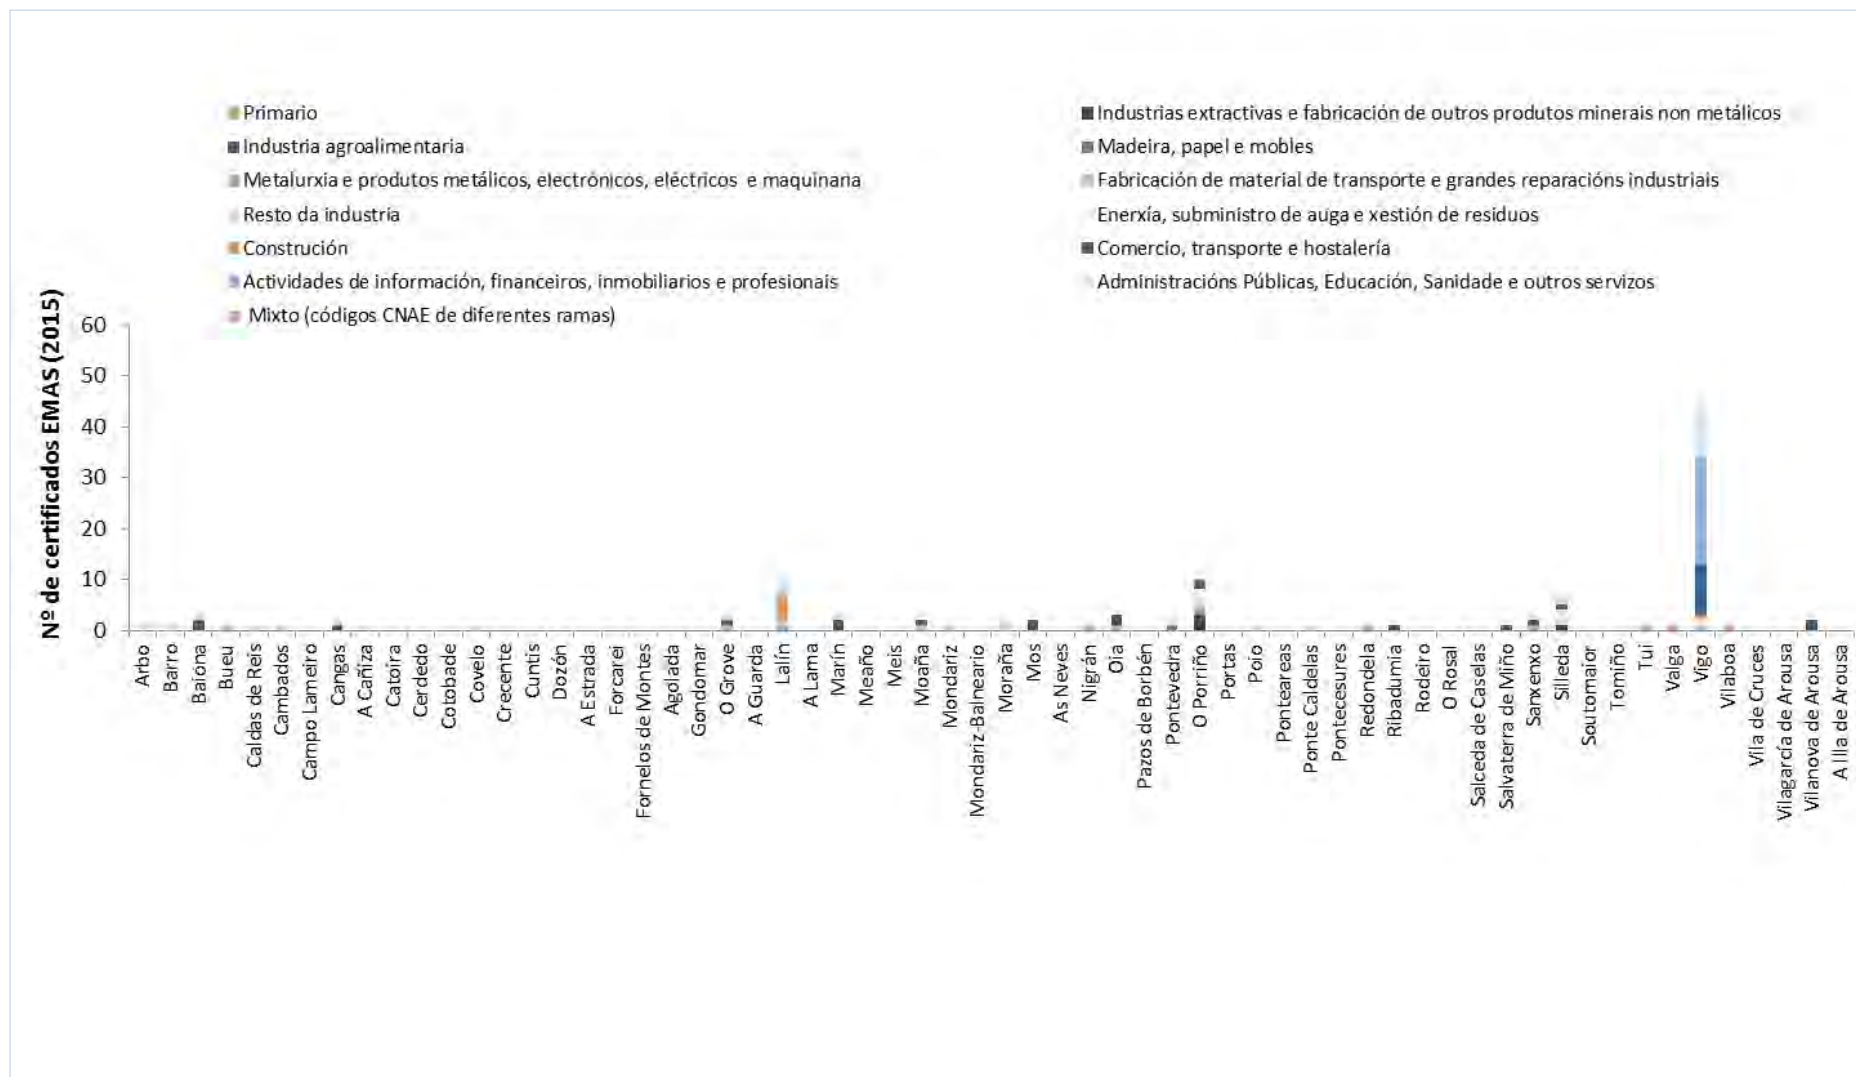 Primario
Industrias extractivas e fabricación de outros produtos minerais non metálicos
Industria agroalimentaria
Madeira, papel e mobles
Metalurxia e produtos metálicos, electrónicos, eléctricos e maquinaria
Fabricación de material de transporte e grandes reparacións industriais
Resto da industria
Enerxía, subministro de auga e xestión de residuos
Construción
Comercio, transporte e hostalería
Actividades de información, financeiros, inmobiliarios e profesionais
Administracións Públicas, Educación, Sanidade e outros servizos
Mixto (códigos CNAE de diferentes ramas)
Nº de certificados EMAS (2015)
60
50
40
30
20
10
0
Arbo
Barro
Baiona
Bueu
Caldas de Reis
Cambados
Campo Lameiro
Cangas
A Cañiza
Catoira
Cerdedo
Cotobade
Covelo
Crecente
Cuntis
Dozón
A Estrada
Forcarei
Fornelos de Montes
Agolada
Gondomar
O Grove
A Guarda
Lalín
A Lama
Marín
Meaño
Meis
Moaña
Mondariz
Mondariz-Balneario
Moraña
Mos
As Neves
Nigrán
Oia
Pazos de Borbén
Pontevedra
O Porriño
Portas
Poio
Ponteareas
Ponte Caldelas
Pontecesures
Redondela
Ribadumia
Rodeiro
O Rosal
Salceda de Caselas
Salvaterra de Miño
Sanxenxo
Silleda
Soutomaior
Tomiño
Tui
Valga
Vigo
Vilaboa
Vila de Cruces
Vilagarcía de Arousa
Vilanova de Arousa
A Illa de Arousa